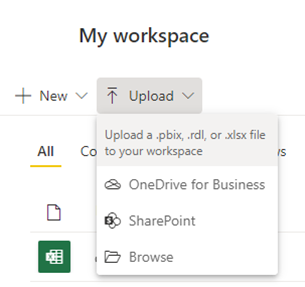 My workspace
New Upload
Upload a .pbix, .rdl, or .xlsx file
to your workspace
All
OneDrive for Business
SharePoint
Browse